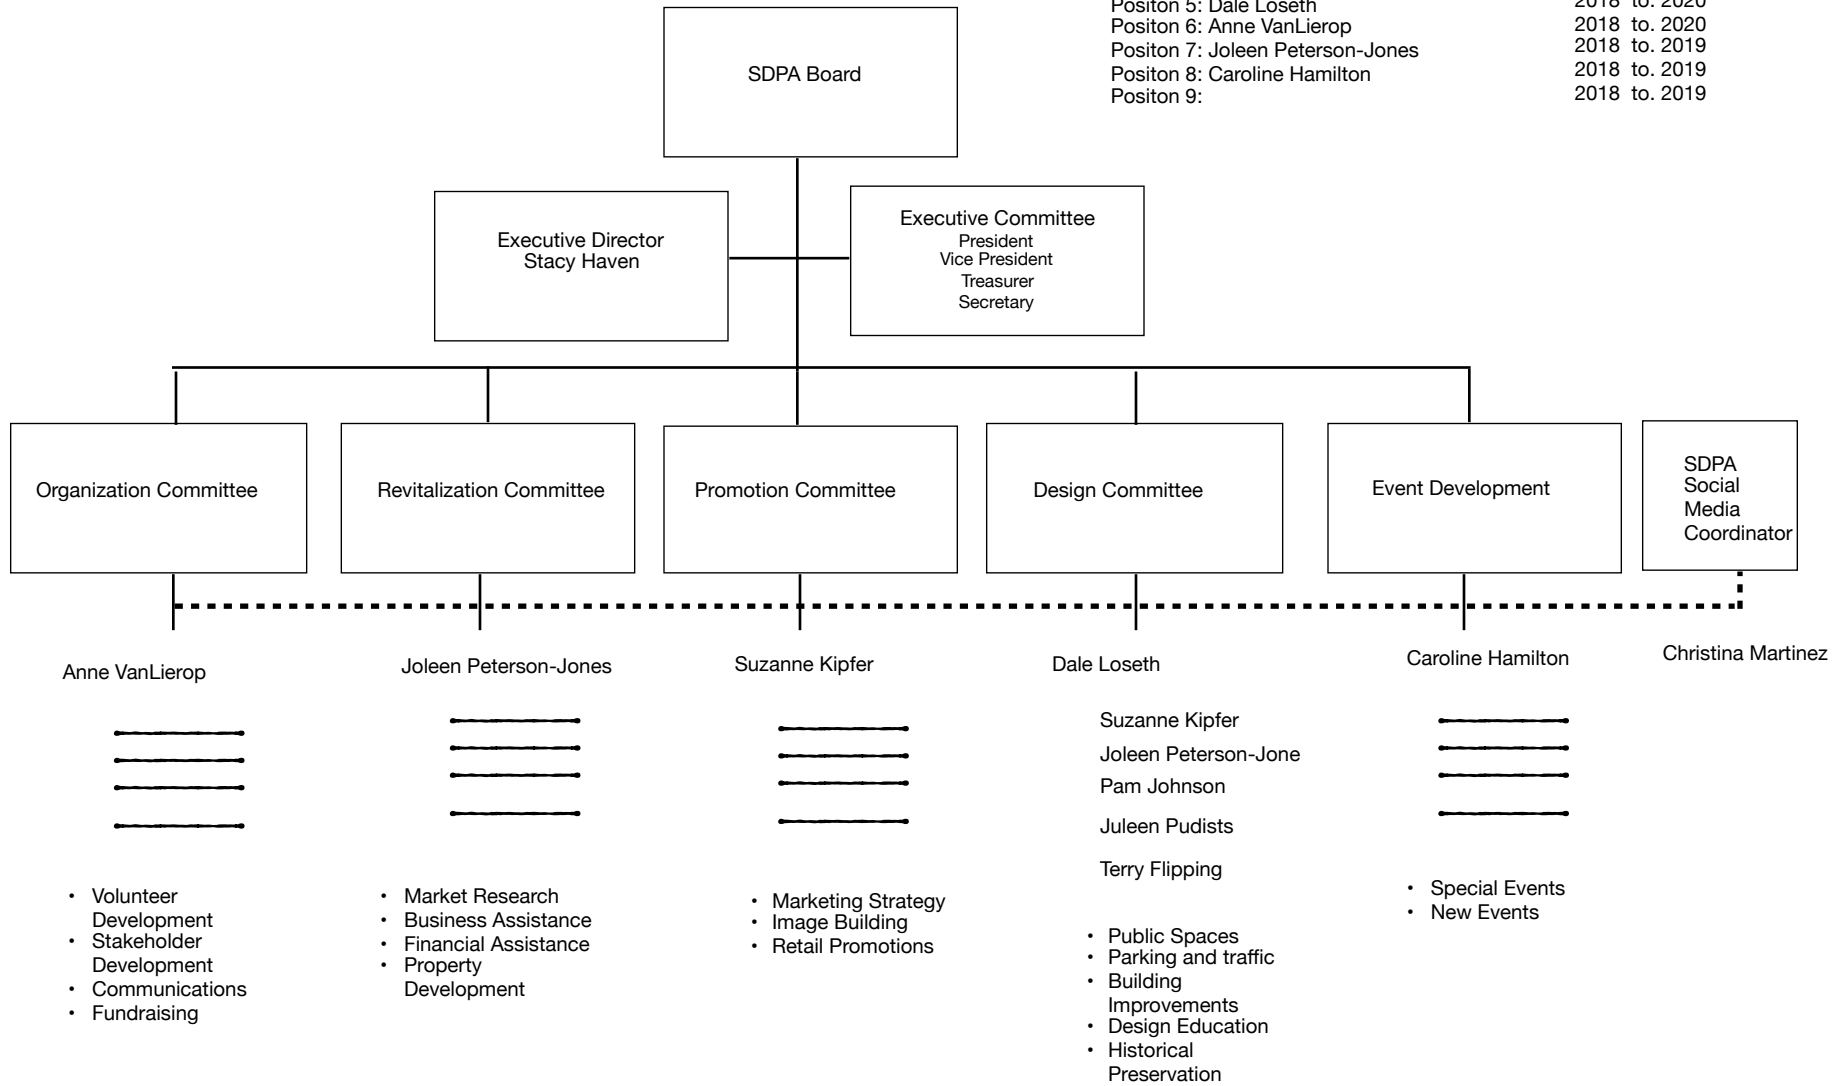 Positon 5: Dale Loseth 2018 to. 2020
Positon 6: Anne VanLierop 2018 to. 2020
Positon 7: Joleen Peterson-Jones 2018 to. 2019
Positon 8: Caroline Hamilton 2018 to. 2019
Positon 9: 2018 to. 2019
SDPA Board
Executive Director
Stacy Haven
Executive Committee
President
Vice President
Treasurer
Secretary
Organization Committee
Revitalization Committee
Promotion Committee
Design Committee
Event Development
SDPA
Social
Media
Coordinator
Anne VanLierop
Joleen Peterson-Jones
Suzanne Kipfer
Dale Loseth
Caroline Hamilton
Christina Martinez
Suzanne Kipfer
Joleen Peterson-Jone
Pam Johnson
Juleen Pudists
Terry Flipping
• Volunteer
Development
• Stakeholder
Development
• Communications
• Fundraising
• Market Research
• Business Assistance
• Financial Assistance
• Property
Development
• Marketing Strategy
• Image Building
• Retail Promotions
• Public Spaces
• Parking and traffic
• Building
Improvements
• Design Education
• Historical
Preservation
• Special Events
• New Events